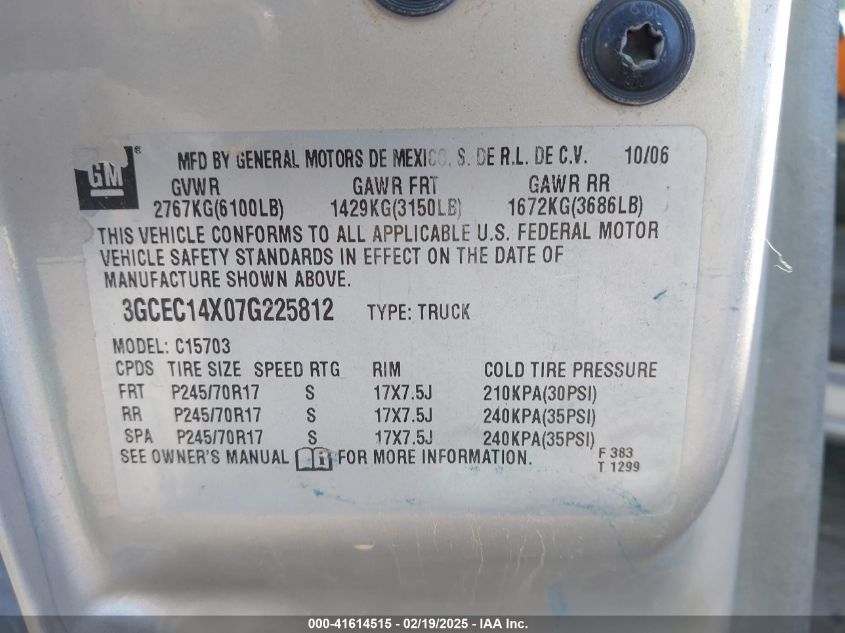 GM® MFD BY GENERAL MOTORS DE MEXICO, S. DE R.L. DE C.V. 10/06
GVWR GAWR FRT GAWR RR
2767KG(6100LB) 1429KG(3150LB) 1672KG(3686LB)
THIS VEHICLE CONFORMS TO ALL APPLICABLE U.S. FEDERAL MOTOR
VEHICLE SAFETY STANDARDS IN EFFECT ON THE DATE OF
MANUFACTURE SHOWN ABOVE.
3GCEC14X07G225812 TYPE: TRUCK
MODEL: C15703
CPDS TIRE SIZE SPEED RTG RIM COLD TIRE PRESSURE
FRT P245/70R17 S 17X7.5J 210KPA(30PSI)
RR P245/70R17 S 17X7.5J 240KPA(35PSI)
SPA P245/70R17 S 17X7.5J 240KPA(35PSI)
SEE OWNER'S MANUAL FOR MORE INFORMATION.
F 383
T 1299
000-41614515 - 02/19/2025 - IAA Inc.